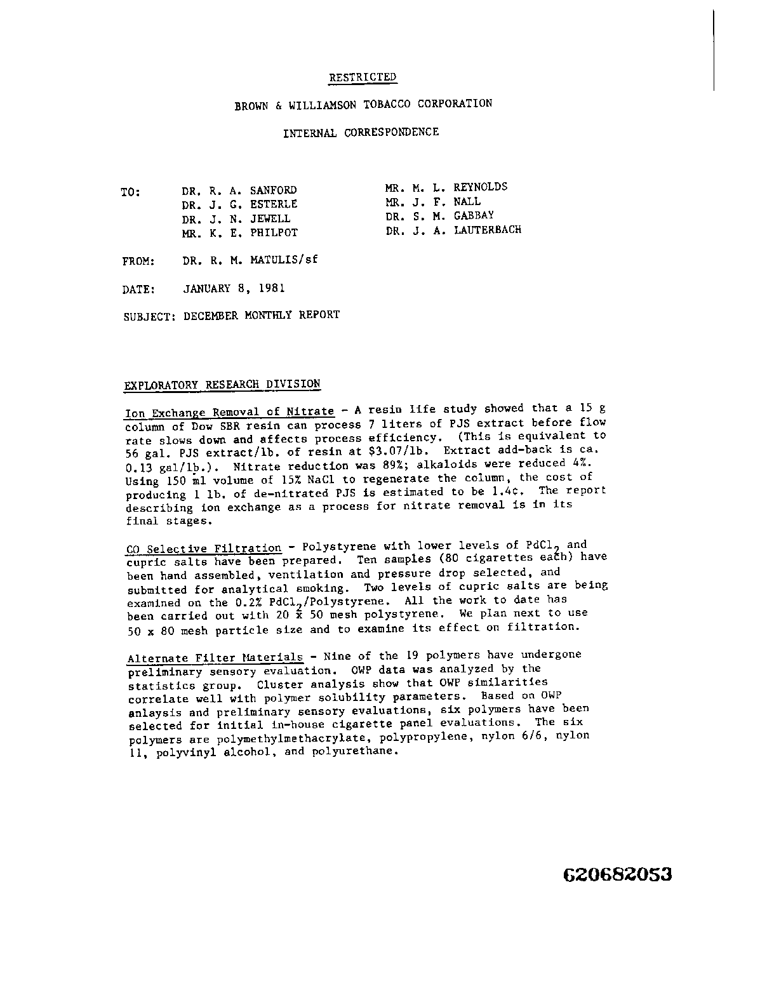 RESTRICTED
BROWN & WILLIAMSON TOBACCO CORPORATION
INTERNAL CORRESPONDENCE
TO: DR. R. A. SANFORD MR. M. L. REYNOLDS
DR. J. G. ESTERLE MR. J. F. NALL
DR. J. N. JEWELL DR. S. M. GABBAY
MR. K. E. PHILPOT DR. J. A. LAUTERBACH
FROM: DR. R. M. MATULIS/sf
DATE: JANUARY 8, 1981
SUBJECT: DECEMBER MONTHLY REPORT
EXPLORATORY RESEARCH DIVISION
Ion Exchange Removal of Nitrate - A resin life study showed that a 15 g
column of Dow SBR resin can process 7 liters of PJS extract before flow
rate slows down and affects process efficiency. (This is equivalent to
56 gal. PJS extract/lb. of resin at $3.07/lb. Extract add-back is ca.
0.13 gal/lb.). Nitrate reduction was 89%; alkaloids were reduced 4%.
Using 150 ml volume of 15% NaCl to regenerate the column, the cost of
producing 1 lb. of de-nitrated PJS is estimated to be 1.4¢. The report
describing ion exchange as a process for nitrate removal is in its
final stages.
CO Selective Filtration - Polystyrene with lower levels of PdCl2 and
cupric salts have been prepared. Ten samples (80 cigarettes each) have
been hand assembled, ventilation and pressure drop selected, and
submitted for analytical smoking. Two levels of cupric salts are being
examined on the 0.2% PdCl2/Polystyrene. All the work to date has
been carried out with 20 x 50 mesh polystyrene. We plan next to use
50 x 80 mesh particle size and to examine its effect on filtration.
Alternate Filter Materials - Nine of the 19 polymers have undergone
preliminary sensory evaluation. OWP data was analyzed by the
statistics group. Cluster analysis show that OWP similarities
correlate well with polymer solubility parameters. Based on OWP
anlaysis and preliminary sensory evaluations, six polymers have been
selected for initial in-house cigarette panel evaluations. The six
polymers are polymethylmethacrylate, polypropylene, nylon 6/6, nylon
11, polyvinyl alcohol, and polyurethane.
620682053